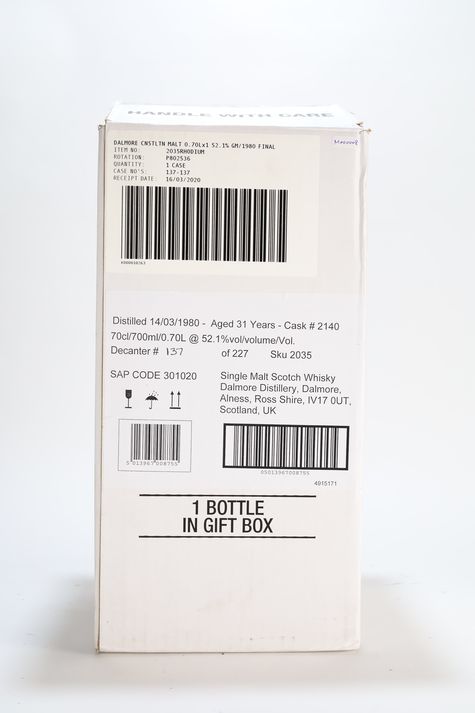 HANDLE WITH CARE
DALMORE CNSTLTN MALT 0.70Lx1 52.1% GM/1980 FINAL
ITEM NO: 2035RHODIUM
ROTATION: P802536
QUANTITY: 1 CASE
CASE NO'S: 137-137
RECEIPT DATE: 16/03/2020
Distilled 14/03/1980 - Aged 31 Years - Cask # 2140
70cl/700ml/0.70L @ 52.1%vol/volume/Vol.
Decanter # 137 of 227 Sku 2035
SAP CODE 301020
Single Malt Scotch Whisky
Dalmore Distillery, Dalmore,
Alness, Ross Shire, IV17 0UT,
Scotland, UK
5 013967 008755
05013967008755
4915171
1 BOTTLE
IN GIFT BOX